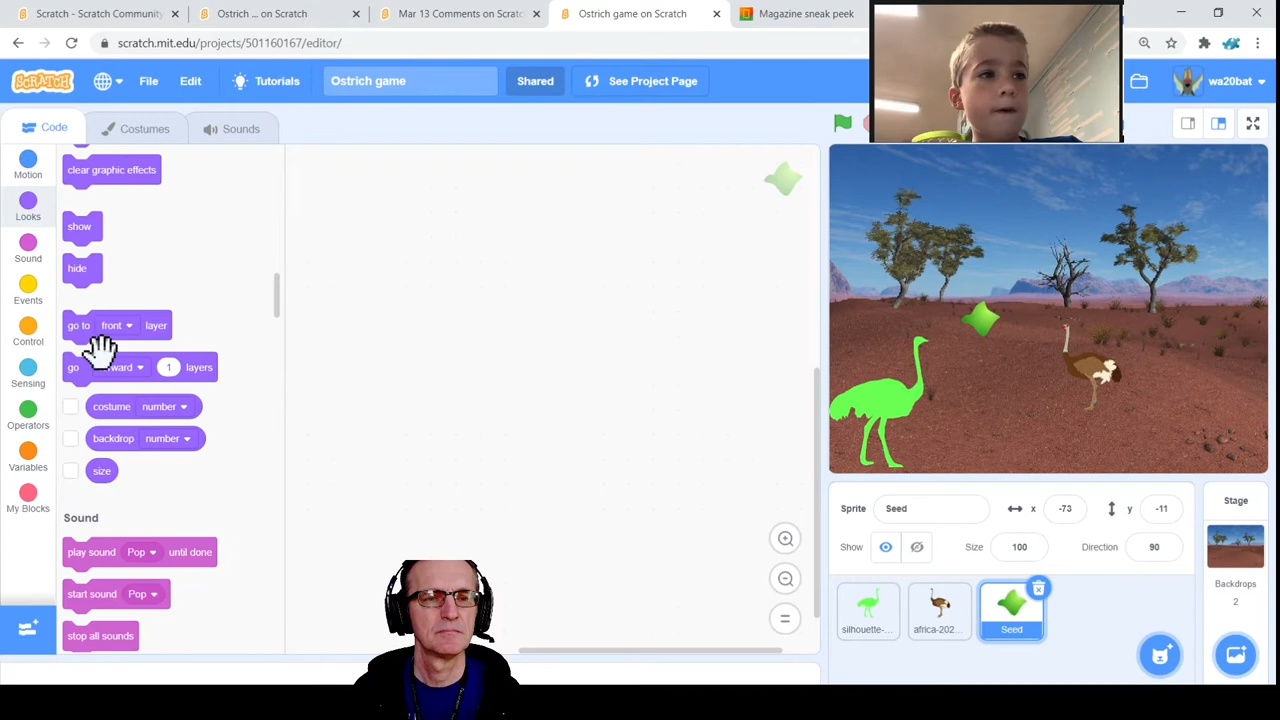 Scratch - Scratch Communit
Ostrich ... on Scratch
Mar 13 Comments on Scratc
Ostrich game on Scratch
Magazine sneak peek
scratch.mit.edu/projects/501160167/editor/
SCRATCH
File
Edit
Tutorials
Ostrich game
Shared
See Project Page
wa20bat
Code
Costumes
Sounds
Motion
Looks
Sound
Events
Control
Sensing
Operators
Variables
My Blocks
clear graphic effects
show
hide
go to front layer
go ward 1 layers
costume number
backdrop number
size
Sound
play sound Pop until done
start sound Pop
stop all sounds
Sprite Seed x -73 y -11
Show Size 100 Direction 90
silhouette-...
africa-202...
Seed
Stage
Backdrops
2